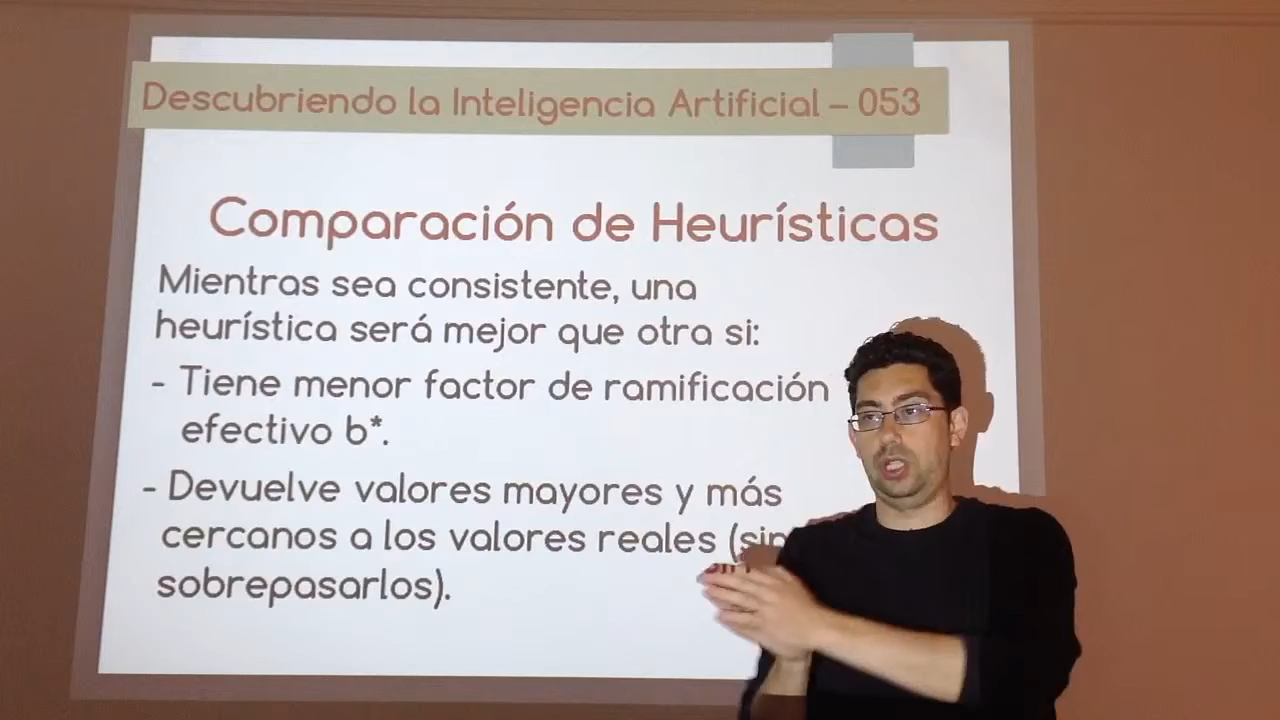 Descubriendo la Inteligencia Artificial – 053
Comparación de Heurísticas
Mientras sea consistente, una
heurística será mejor que otra si:
- Tiene menor factor de ramificación
efectivo b*.
- Devuelve valores mayores y más
cercanos a los valores reales (sin
sobrepasarlos).